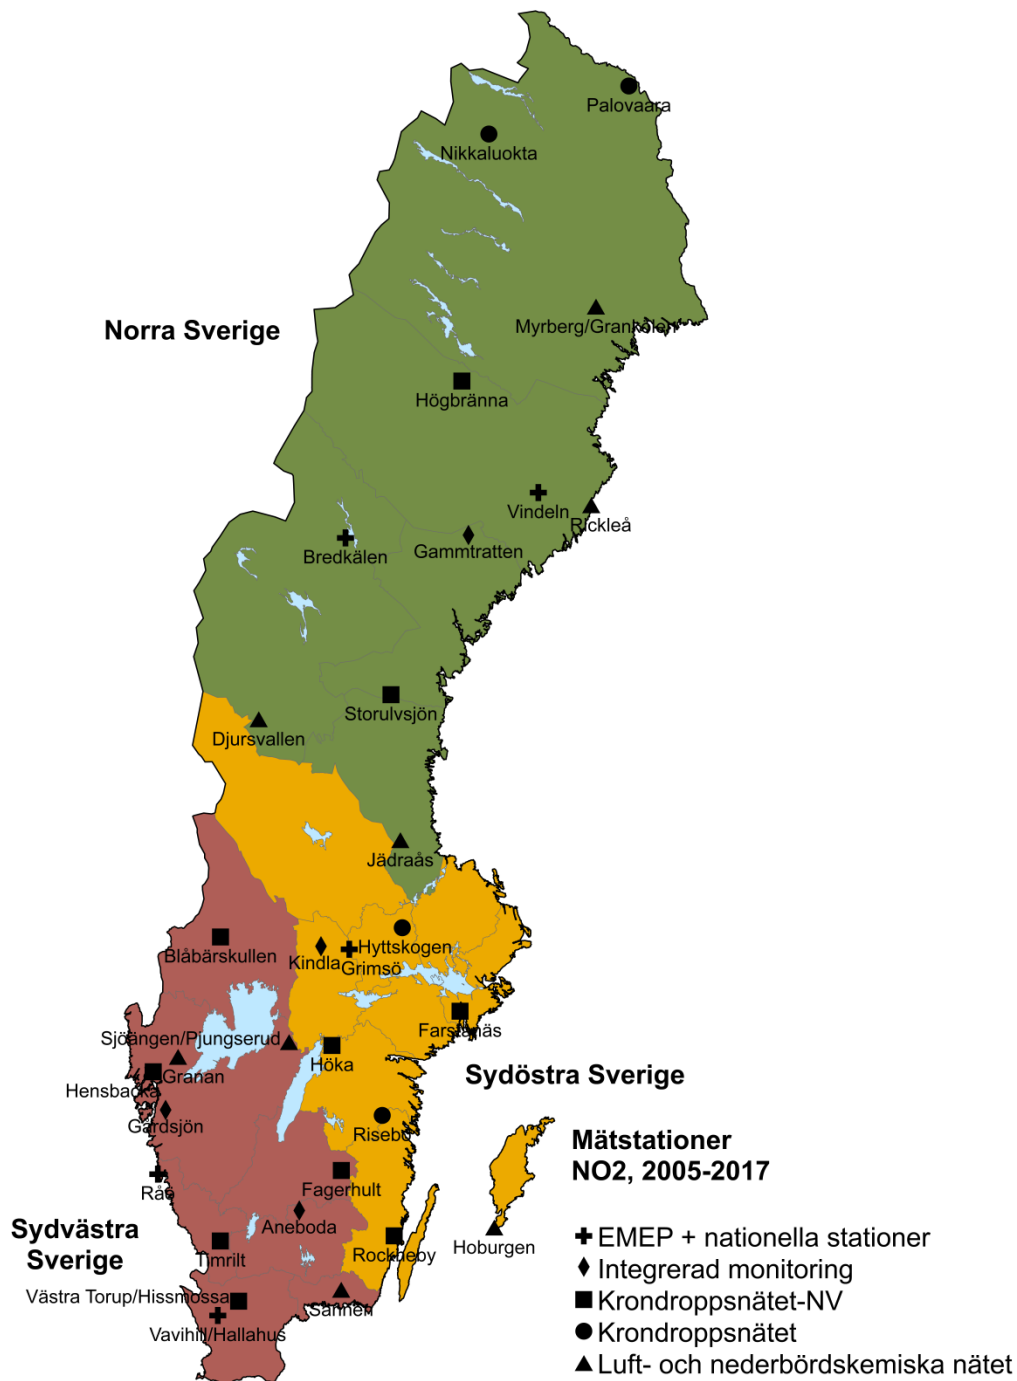 Palovaara
Nikkaluokta
Norra Sverige
Myrberg/Granholen
Högbränna
Vindeln
Rickleå
Bredkälen
Gammtratten
Storulvsjön
Djursvallen
Jädraås
Blåbärskullen
Kindla
Hyttskogen
Grimsö
Farstanäs
Sjöängen/Pjungserud
Höka
Granan
Hensbacka
Sydöstra Sverige
Gårdsjön
Risebo
Mätstationer
NO2, 2005-2017
Råö
Fagerhult
Aneboda
Sydvästra
Sverige
Timrilt
Rockneby
Hoburgen
EMEP + nationella stationer
Integrerad monitoring
Västra Torup/Hissmossa
Sännen
Krondroppsnätet-NV
Vavihill/Hallahus
Krondroppsnätet
Luft- och nederbördskemiska nätet